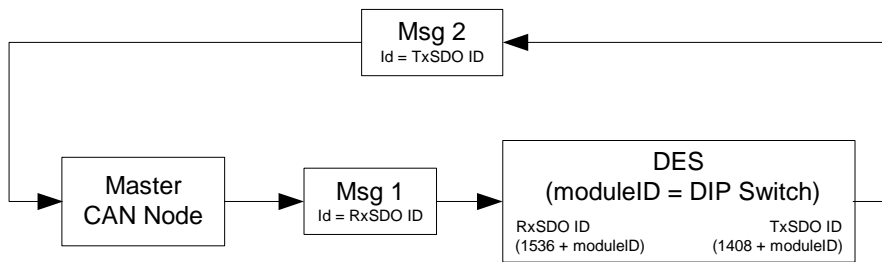 Msg 2
Id = TxSDO ID
Master
CAN Node
Msg 1
Id = RxSDO ID
DES
(moduleID = DIP Switch)
RxSDO ID
(1536 + moduleID)
TxSDO ID
(1408 + moduleID)